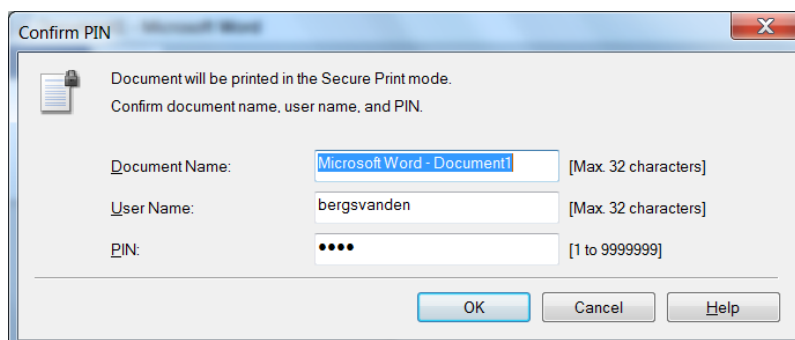 Confirm PIN
Document will be printed in the Secure Print mode.
Confirm document name, user name, and PIN.
Document Name: Microsoft Word - Document1 [Max. 32 characters]
User Name: bergsvanden [Max. 32 characters]
PIN: •••• [1 to 9999999]
OK Cancel Help